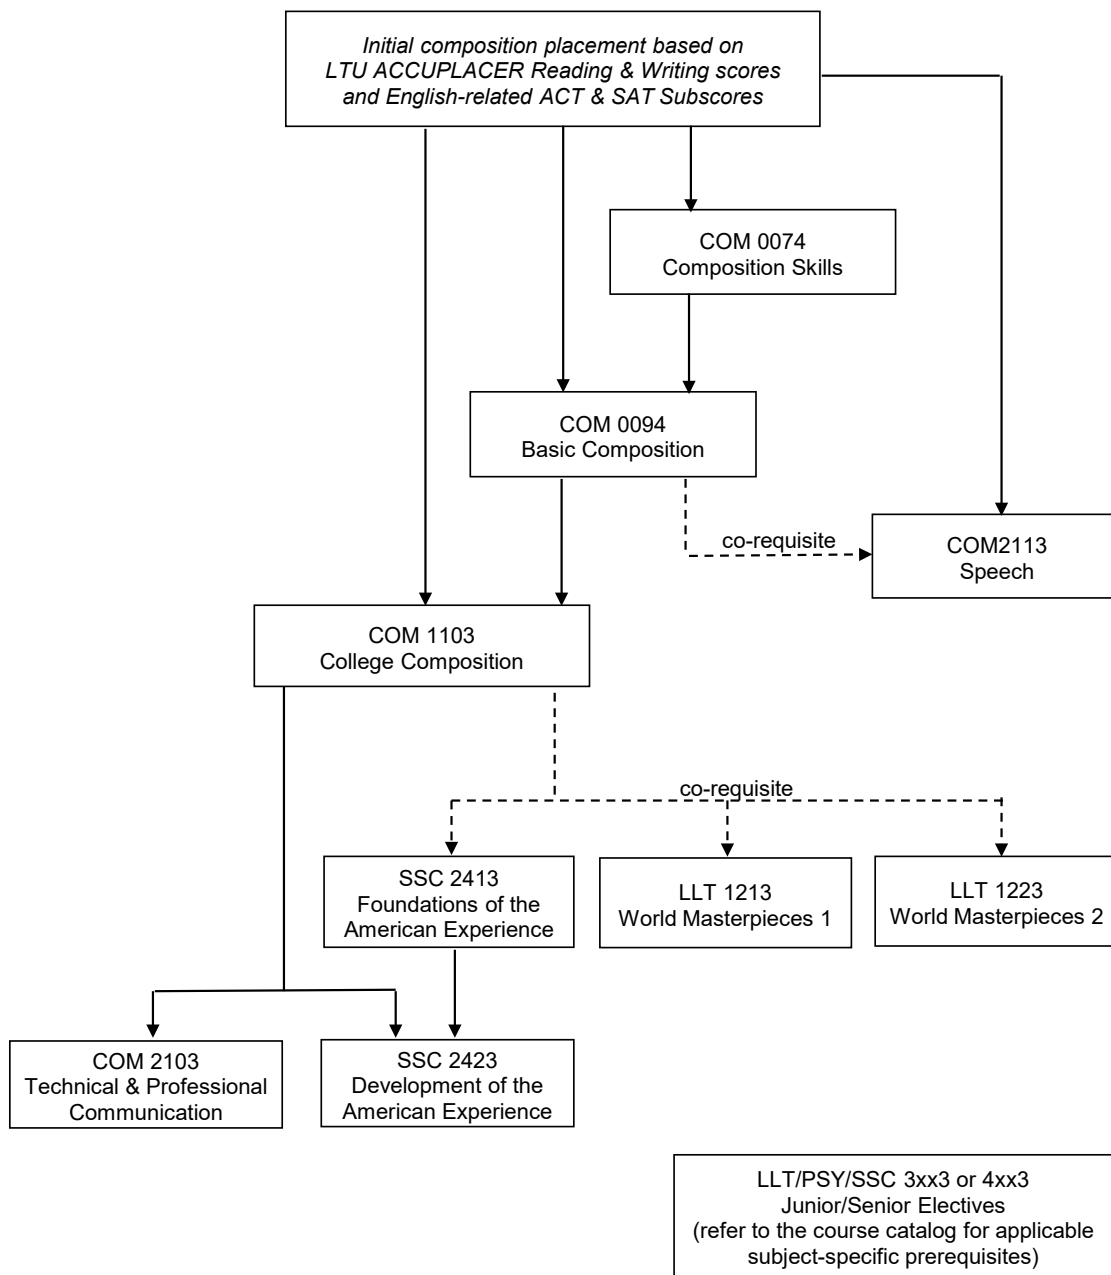 Initial composition placement based on
LTU ACCUPLACER Reading & Writing scores
and English-related ACT & SAT Subscores
COM 0074
Composition Skills
COM 0094
Basic Composition
co-requisite
COM2113
Speech
COM 1103
College Composition
co-requisite
SSC 2413
Foundations of the
American Experience
LLT 1213
World Masterpieces 1
LLT 1223
World Masterpieces 2
COM 2103
Technical & Professional
Communication
SSC 2423
Development of the
American Experience
LLT/PSY/SSC 3xx3 or 4xx3
Junior/Senior Electives
(refer to the course catalog for applicable
subject-specific prerequisites)